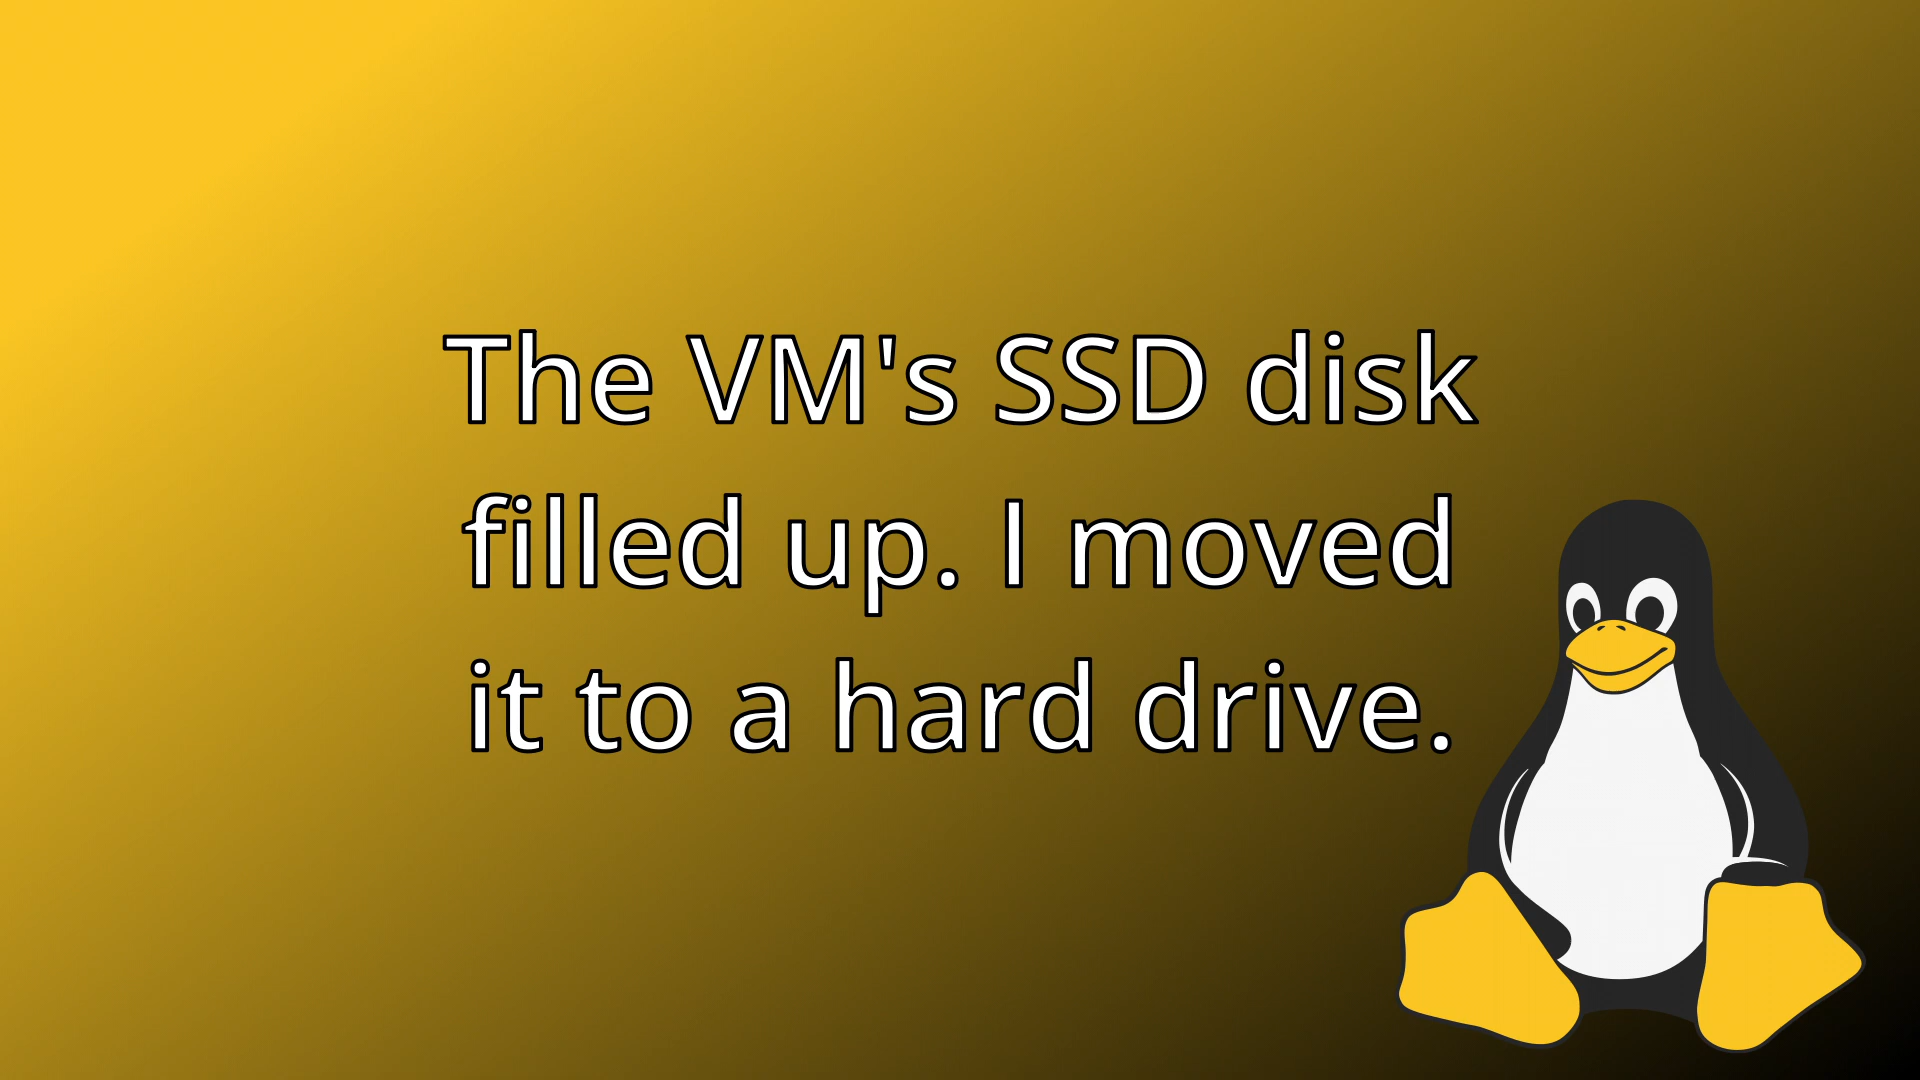 The VM's SSD disk
filled up. I moved
it to a hard drive.